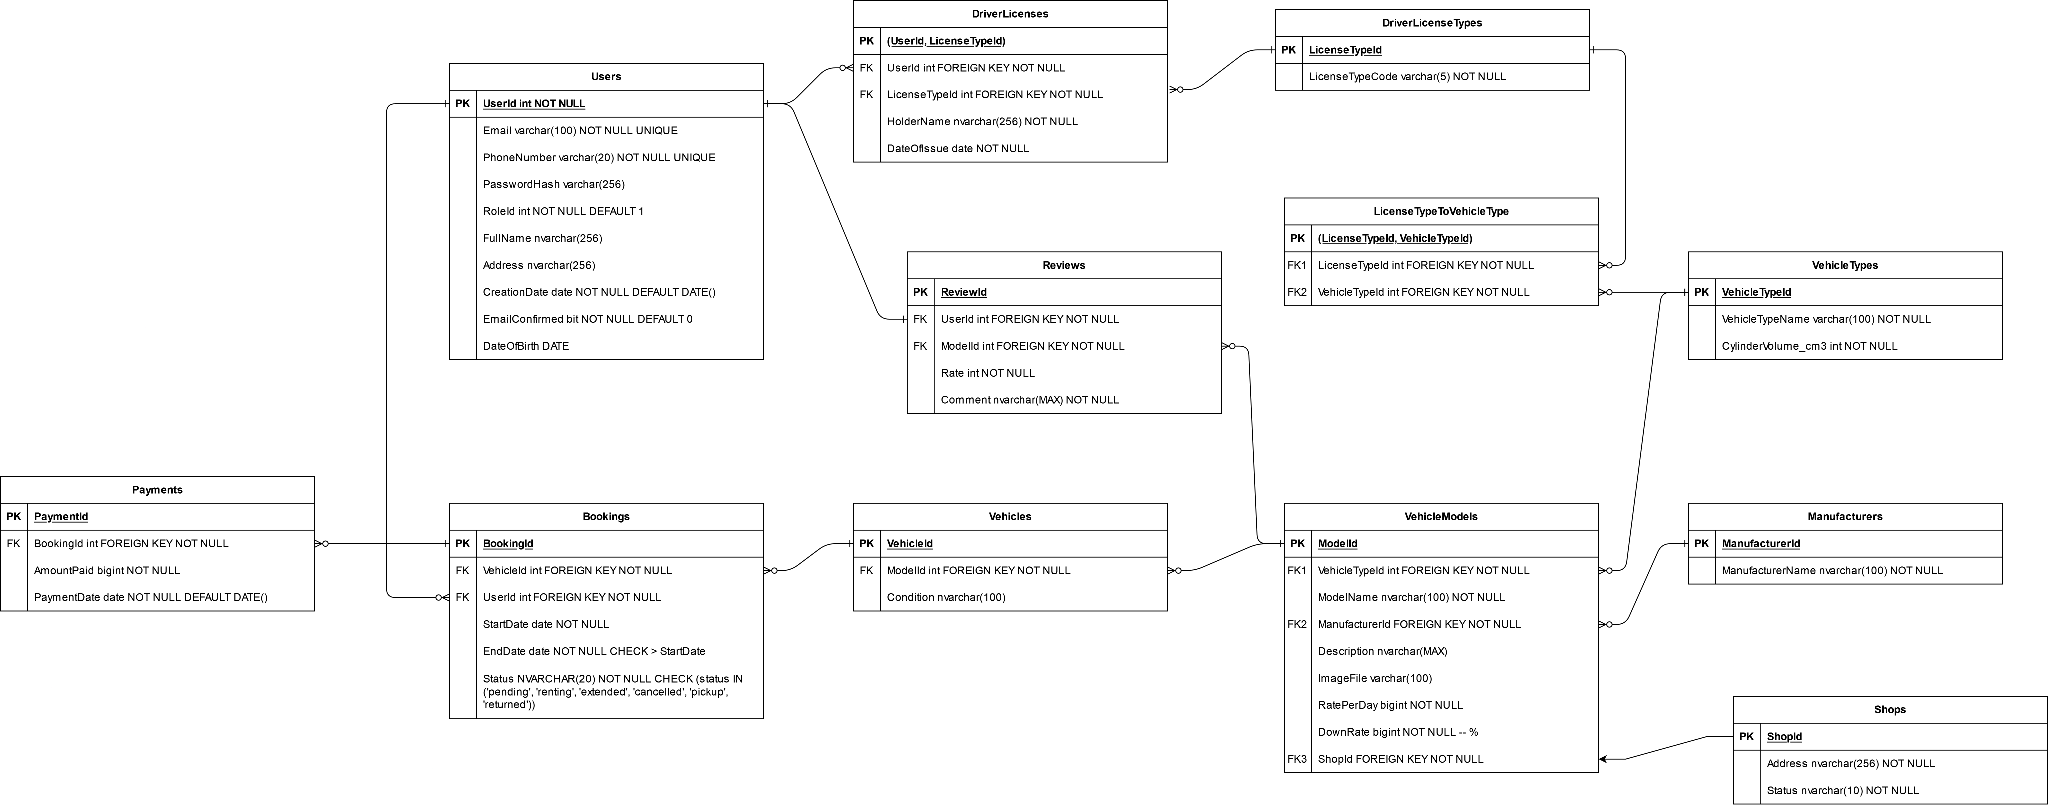 DriverLicenses
PK (UserId, LicenseTypeId)
FK UserId int FOREIGN KEY NOT NULL
FK LicenseTypeId int FOREIGN KEY NOT NULL
HolderName nvarchar(256) NOT NULL
DateOfIssue date NOT NULL
DriverLicenseTypes
PK LicenseTypeId
LicenseTypeCode varchar(5) NOT NULL
Users
PK UserId int NOT NULL
Email varchar(100) NOT NULL UNIQUE
PhoneNumber varchar(20) NOT NULL UNIQUE
PasswordHash varchar(256)
RoleId int NOT NULL DEFAULT 1
FullName nvarchar(256)
Address nvarchar(256)
CreationDate date NOT NULL DEFAULT DATE()
EmailConfirmed bit NOT NULL DEFAULT 0
DateOfBirth DATE
LicenseTypeToVehicleType
PK (LicenseTypeId, VehicleTypeId)
FK1 LicenseTypeId int FOREIGN KEY NOT NULL
FK2 VehicleTypeId int FOREIGN KEY NOT NULL
Reviews
PK ReviewId
FK UserId int FOREIGN KEY NOT NULL
FK ModelId int FOREIGN KEY NOT NULL
Rate int NOT NULL
Comment nvarchar(MAX) NOT NULL
VehicleTypes
PK VehicleTypeId
VehicleTypeName varchar(100) NOT NULL
CylinderVolume_cm3 int NOT NULL
Payments
PK PaymentId
FK BookingId int FOREIGN KEY NOT NULL
AmountPaid bigint NOT NULL
PaymentDate date NOT NULL DEFAULT DATE()
Bookings
PK BookingId
FK VehicleId int FOREIGN KEY NOT NULL
FK UserId int FOREIGN KEY NOT NULL
StartDate date NOT NULL
EndDate date NOT NULL CHECK > StartDate
Status NVARCHAR(20) NOT NULL CHECK (status IN
('pending', 'renting', 'extended', 'cancelled', 'pickup',
'returned'))
Vehicles
PK VehicleId
FK ModelId int FOREIGN KEY NOT NULL
Condition nvarchar(100)
VehicleModels
PK ModelId
FK1 VehicleTypeId int FOREIGN KEY NOT NULL
ModelName nvarchar(100) NOT NULL
FK2 ManufacturerId FOREIGN KEY NOT NULL
Description nvarchar(MAX)
ImageFile varchar(100)
RatePerDay bigint NOT NULL
DownRate bigint NOT NULL -- %
FK3 ShopId FOREIGN KEY NOT NULL
Manufacturers
PK ManufacturerId
ManufacturerName nvarchar(100) NOT NULL
Shops
PK ShopId
Address nvarchar(256) NOT NULL
Status nvarchar(10) NOT NULL